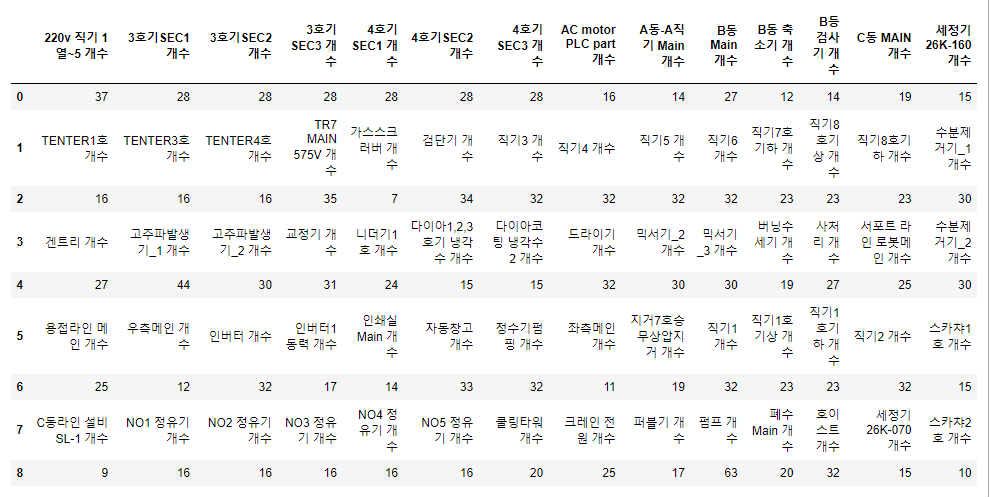 220v 직기 1열~5 개수 3호기SEC1 개수 3호기SEC2 개수 3호기 SEC3 개수 4호기 SEC1 개수 4호기SEC2 개수 4호기 SEC3 개수 AC motor PLC part 개수 A동-A직기 Main 개수 B동 Main 개수 B동 축소기 개수 B등 검사기 개수 C동 MAIN 개수 세정기 26K-160 개수
0 37 28 28 28 28 28 28 16 14 27 12 14 19 15
1 TENTER1호 개수 TENTER3호 개수 TENTER4호 개수 TR7 MAIN 575V 개수 가스스크러버 개수 검단기 개수 직기3 개수 직기4 개수 직기5 개수 직기6 개수 직기7호기하 개수 직기8호기상 개수 직기8호기하 개수 수분제거기_1 개수
2 16 16 16 35 7 34 32 32 32 32 23 23 23 30
3 겐트리 개수 고주파발생기_1 개수 고주파발생기_2 개수 교정기 개수 니더기1호 개수 다이아1,2,3호기 냉각수 개수 다이아코팅 냉각수2 개수 드라이기 개수 믹서기_2 개수 믹서기_3 개수 버닝수세기 개수 사처리 개수 서포트 라인 로봇메인 개수 수분제거기_2 개수
4 27 44 30 31 24 15 15 32 30 30 19 27 25 30
5 용접라인 메인 개수 우측메인 개수 인버터 개수 인버터1 동력 개수 인쇄실 Main 개수 자동창고 개수 정수기펌핑 개수 좌측메인 개수 지거7호승무상압지거 개수 직기1 개수 직기1호기상 개수 직기1호기하 개수 직기2 개수 스카챠1호 개수
6 25 12 32 17 14 33 32 11 19 32 23 23 32 15
7 C동라인 설비 SL-1 개수 NO1 정유기 개수 NO2 정유기 개수 NO3 정유기 개수 NO4 정유기 개수 NO5 정유기 개수 쿨링타워 개수 크레인 전원 개수 퍼블기 개수 펌프 개수 폐수 Main 개수 호이스트 개수 세정기 26K-070 개수 스카챠2호 개수
8 9 16 16 16 16 16 20 25 17 63 20 32 15 10